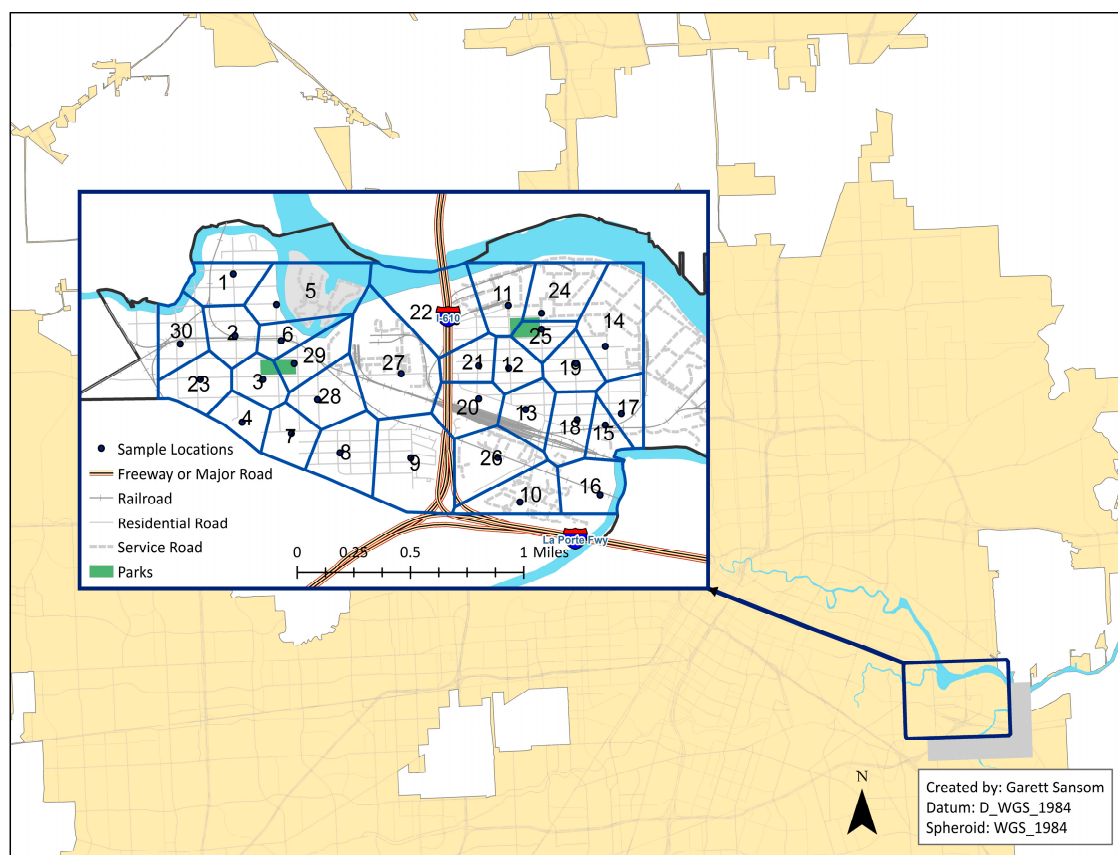 1
5
11
24
22
I-610
14
30
2
6
25
29
27
21
12
19
23
3
28
20
13
17
4
18
15
7
8
9
26
10
16
Sample Locations
Freeway or Major Road
Railroad
Residential Road
Service Road
Parks
0 0.25 0.5 1 Miles
La Porte Fwy
N
Created by: Garett Sansom
Datum: D_WGS_1984
Spheroid: WGS_1984